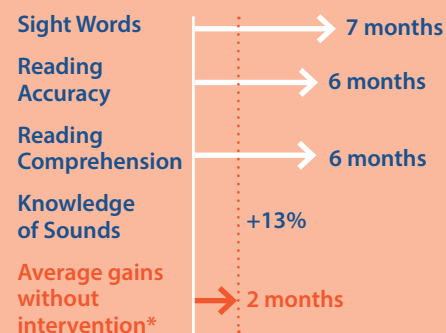 Sight Words
7 months
Reading
Accuracy
6 months
Reading
Comprehension
6 months
Knowledge
of Sounds
+13%
Average gains
without
intervention*
2 months